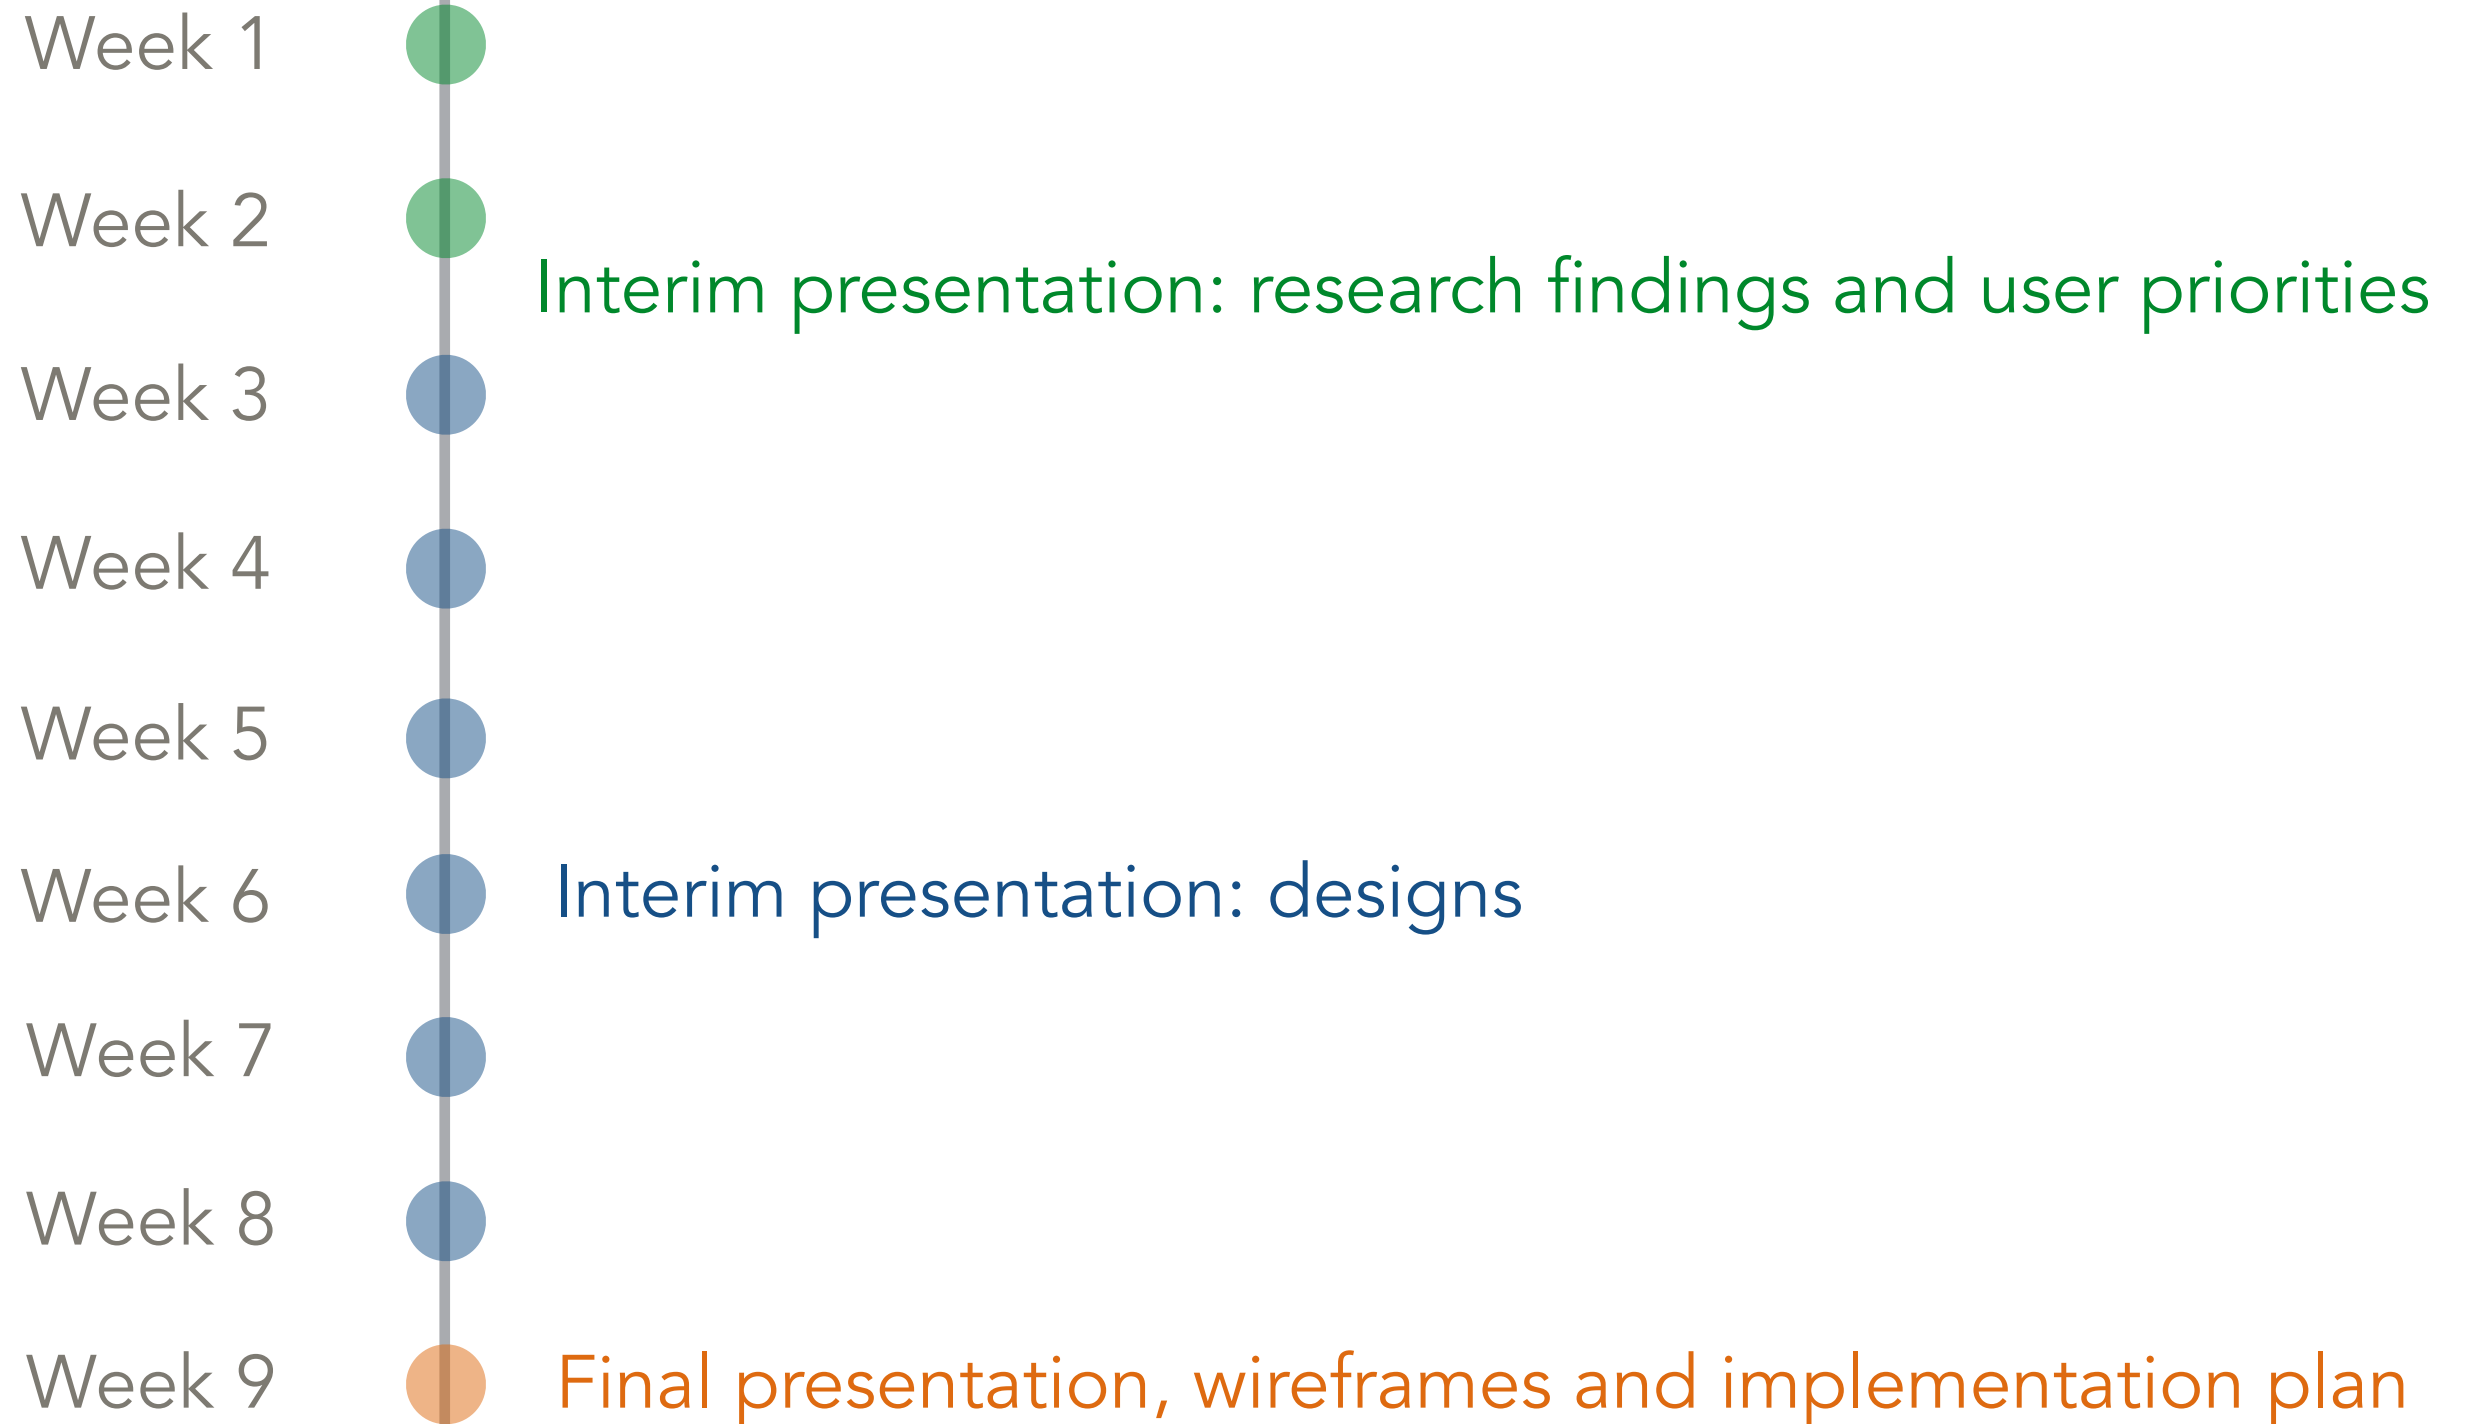 Week 1
Week 2
Interim presentation: research findings and user priorities
Week 3
Week 4
Week 5
Week 6
Interim presentation: designs
Week 7
Week 8
Week 9
Final presentation, wireframes and implementation plan